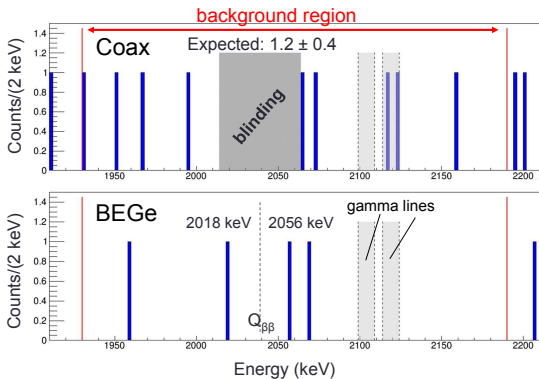 background region
Coax
Expected: 1.2 ± 0.4
blinding
Counts/(2 keV)
1.4
1.2
1
0.8
0.6
0.4
0.2
0
1950 2000 2050 2100 2150 2200
BEGe
2018 keV 2056 keV
gamma lines
Qββ
Counts/(2 keV)
1.4
1.2
1
0.8
0.6
0.4
0.2
0
1950 2000 2050 2100 2150 2200
Energy (keV)